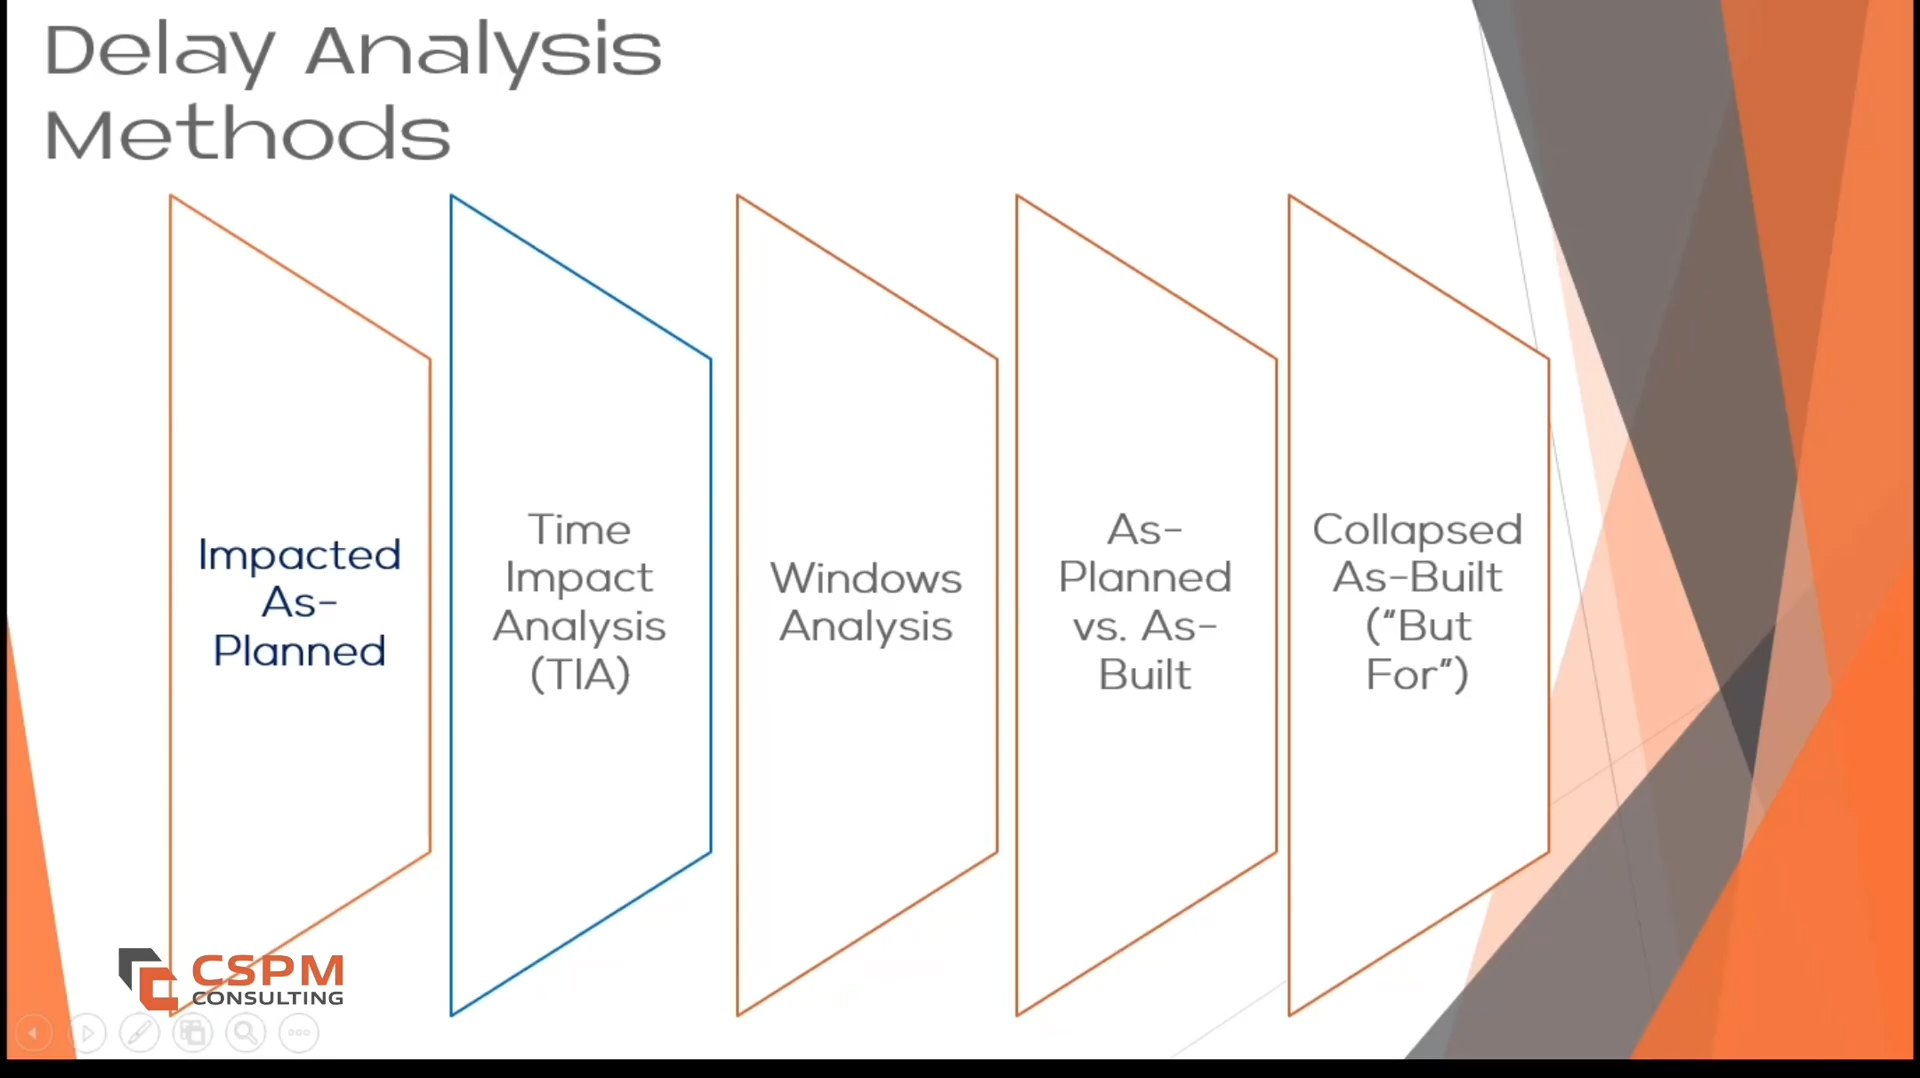 Delay Analysis
Methods
Impacted
As-
Planned
Time
Impact
Analysis
(TIA)
Windows
Analysis
As-
Planned
vs. As-
Built
Collapsed
As-Built
(“But
For”)
CSPM
CONSULTING